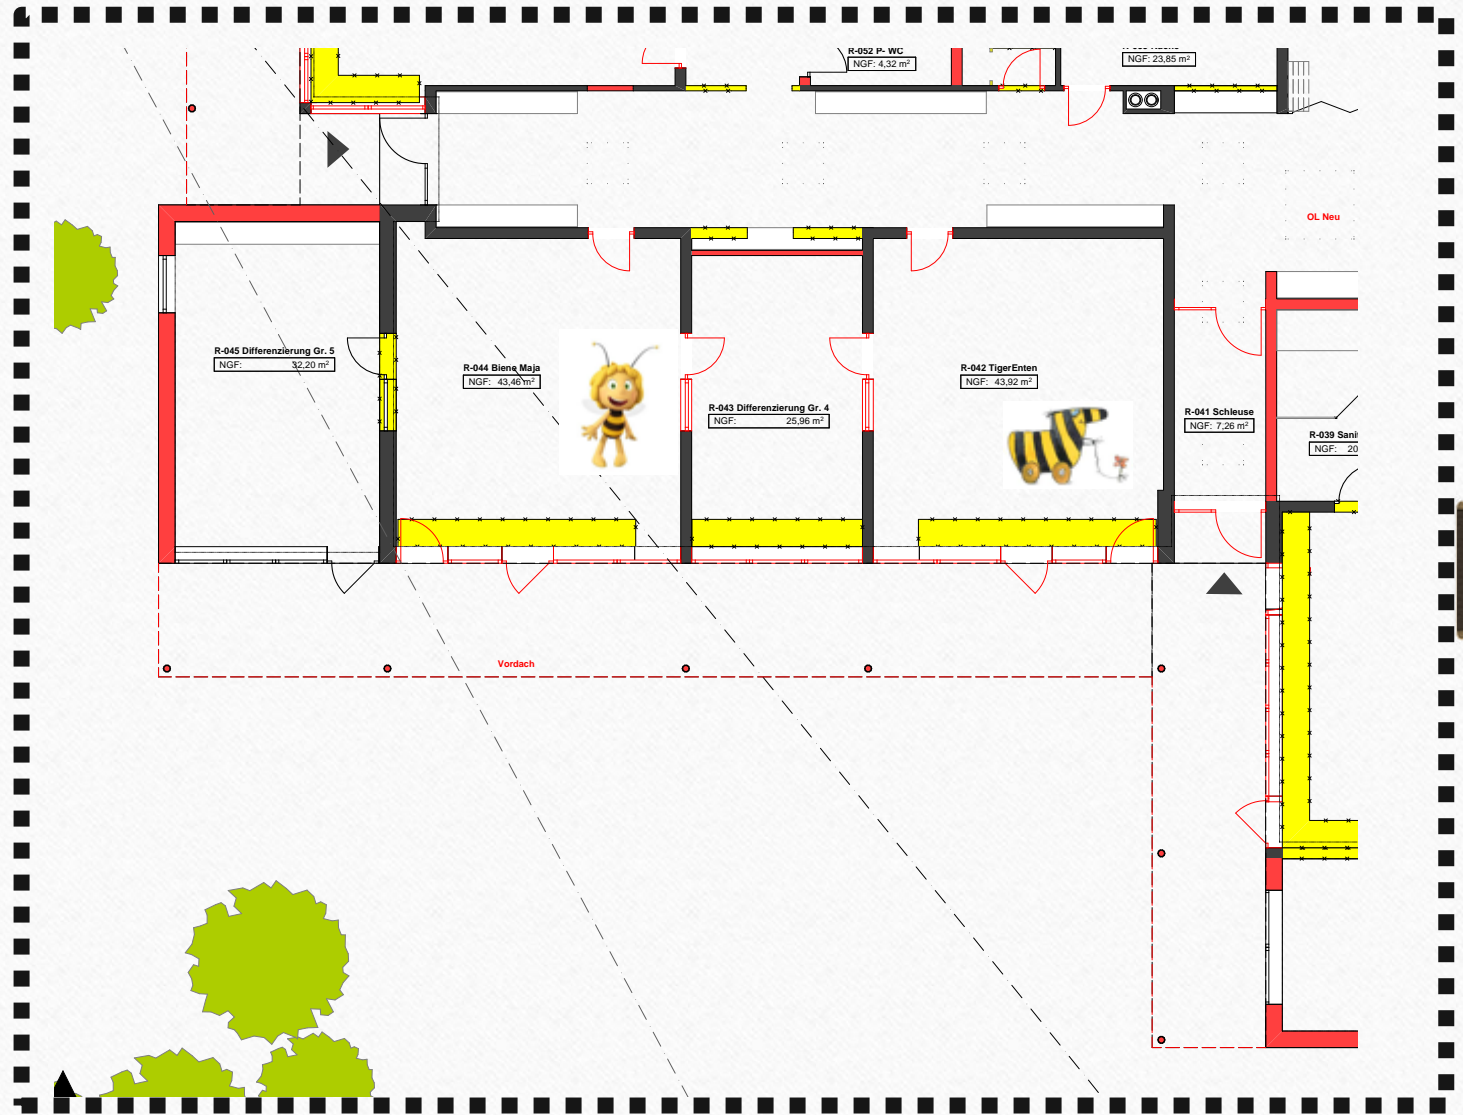 R-052 P- WC
NGF: 4,32 m²
NGF: 23,85 m²
OL Neu
R-045 Differenzierung Gr. 5
NGF: 32,20 m²
R-044 Biene Maja
NGF: 43,46 m²
R-043 Differenzierung Gr. 4
NGF: 25,96 m²
R-042 TigerEnten
NGF: 43,92 m²
R-041 Schleuse
NGF: 7,26 m²
R-039 Sani
NGF: 20
Vordach